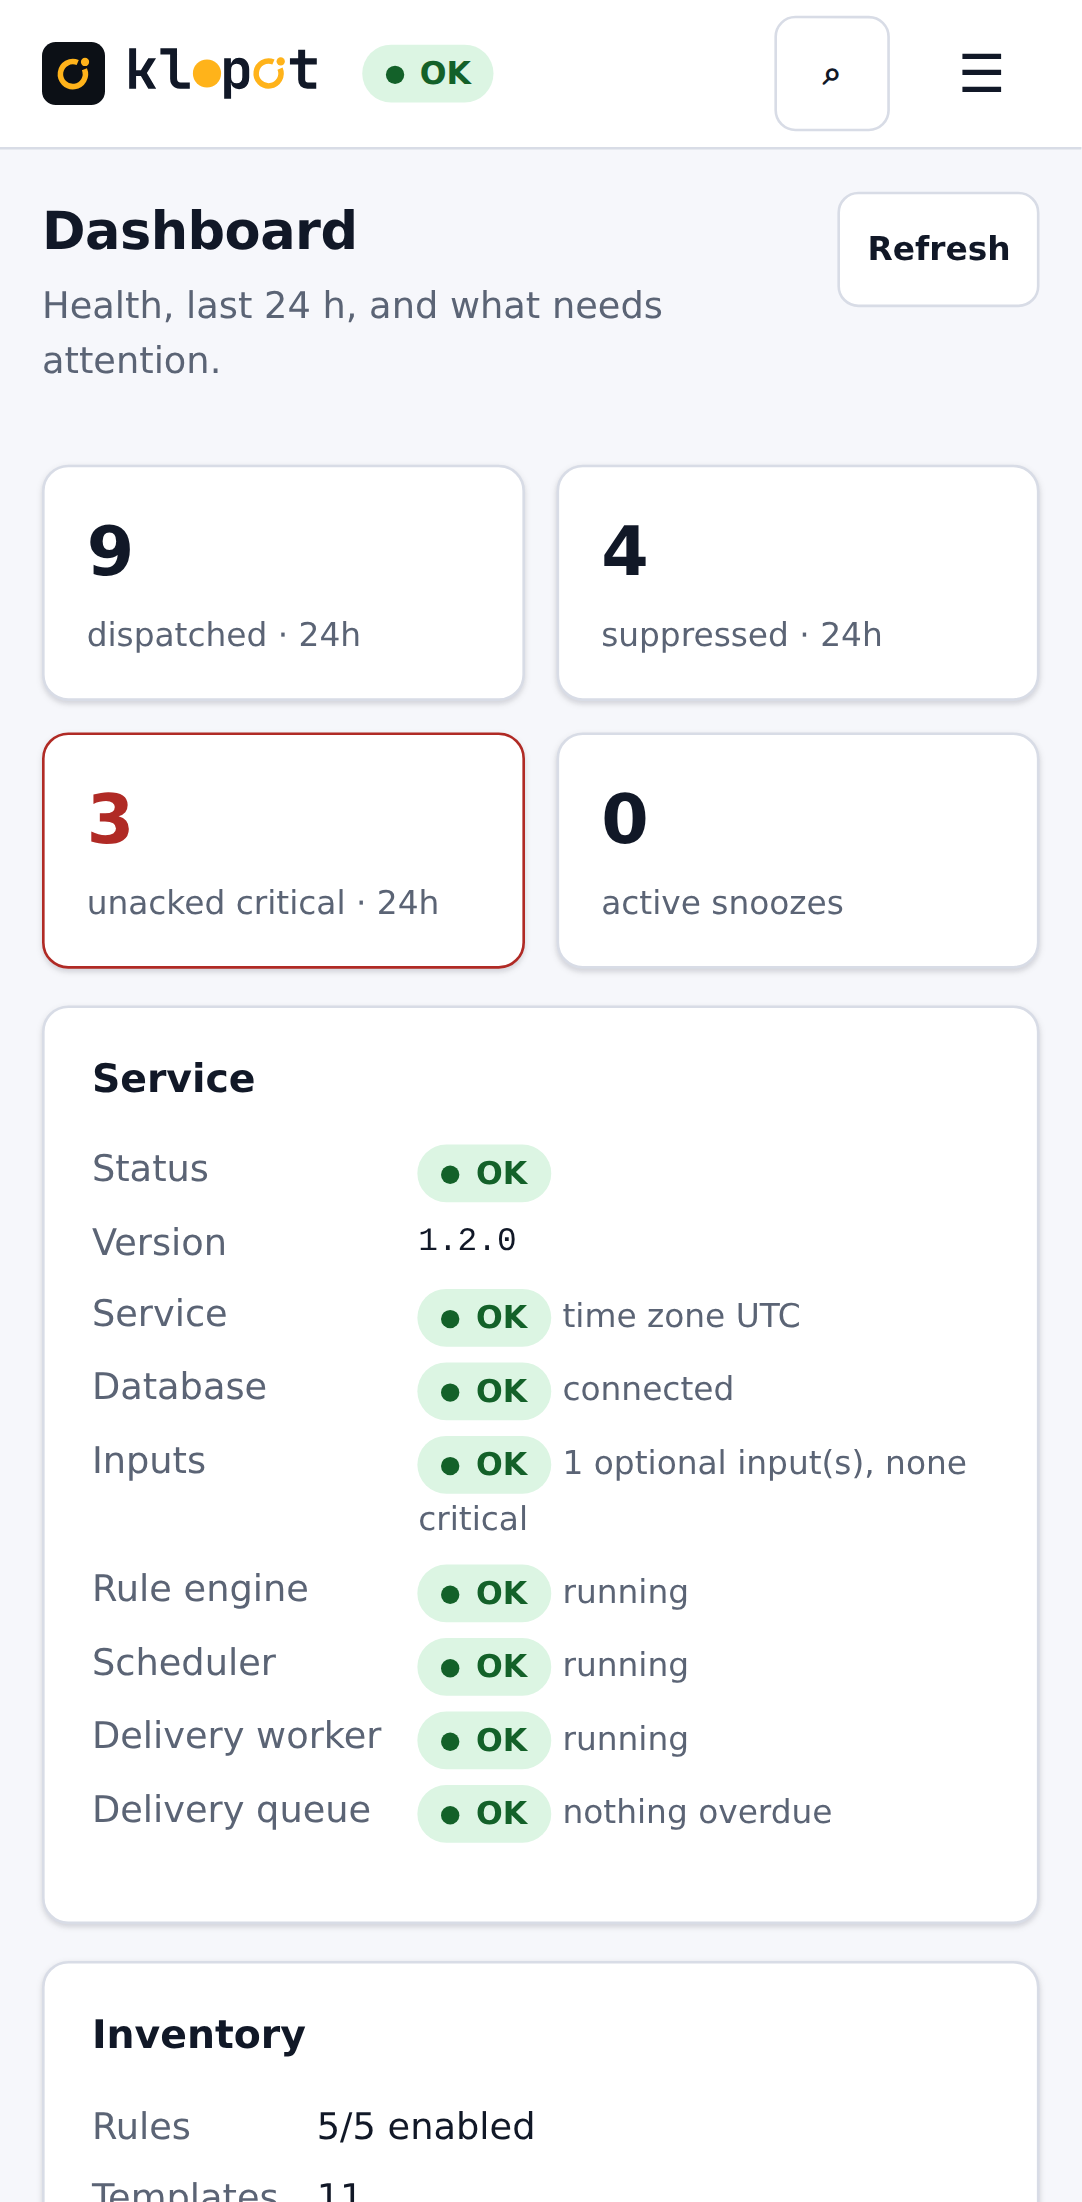 klopot
OK
⌕
☰
Dashboard
Refresh
Health, last 24 h, and what needs
attention.
9
dispatched · 24h
4
suppressed · 24h
3
unacked critical · 24h
0
active snoozes
Service
Status OK
Version 1.2.0
Service OK time zone UTC
Database OK connected
Inputs OK 1 optional input(s), none
critical
Rule engine OK running
Scheduler OK running
Delivery worker OK running
Delivery queue OK nothing overdue
Inventory
Rules 5/5 enabled
Templates 11